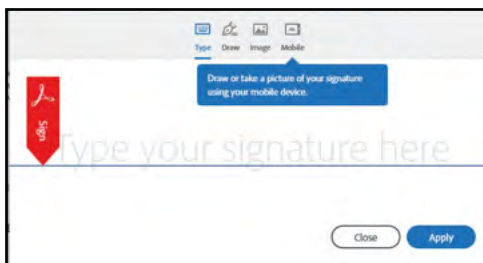 Type Draw Image Mobile
Draw or take a picture of your signature
using your mobile device.
Sign
Type your signature here
Close Apply